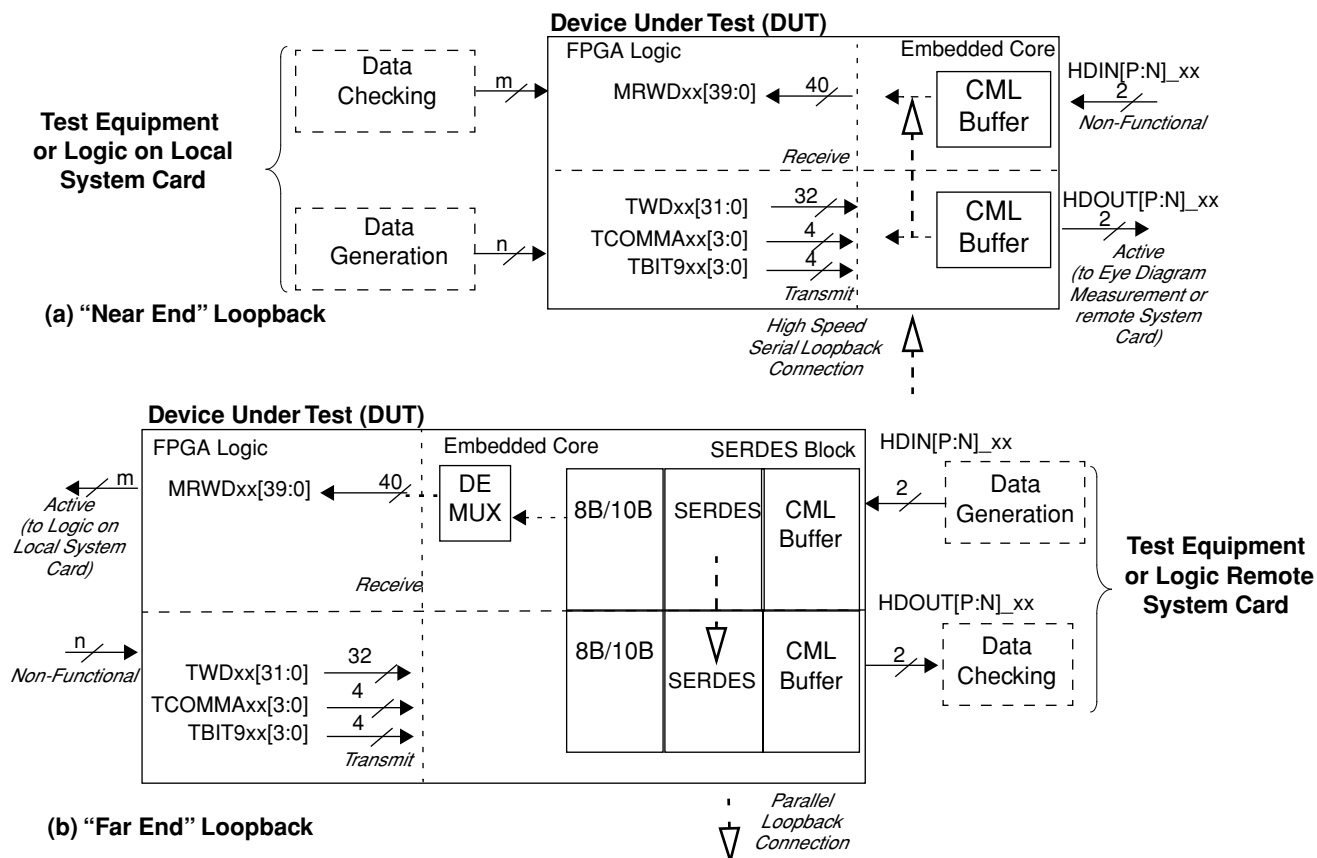 Device Under Test (DUT)
FPGA Logic
Embedded Core
Data
Checking
m
MRWDxx[39:0]
40
CML
Buffer
HDIN[P:N]_xx
2
Non-Functional
Test Equipment
or Logic on Local
System Card
Receive
Data
Generation
n
TWDxx[31:0]
32
TCOMMAxx[3:0]
4
TBIT9xx[3:0]
4
Transmit
CML
Buffer
HDOUT[P:N]_xx
2
Active
(to Eye Diagram
Measurement or
remote System
Card)
(a) “Near End” Loopback
High Speed
Serial Loopback
Connection
Device Under Test (DUT)
FPGA Logic
Embedded Core
SERDES Block
m
Active
(to Logic on
Local System
Card)
MRWDxx[39:0]
40
DE
MUX
8B/10B
SERDES
CML
Buffer
HDIN[P:N]_xx
2
Data
Generation
Receive
Test Equipment
or Logic Remote
System Card
n
Non-Functional
TWDxx[31:0]
32
TCOMMAxx[3:0]
4
TBIT9xx[3:0]
4
Transmit
8B/10B
SERDES
CML
Buffer
HDOUT[P:N]_xx
2
Data
Checking
(b) “Far End” Loopback
Parallel
Loopback
Connection